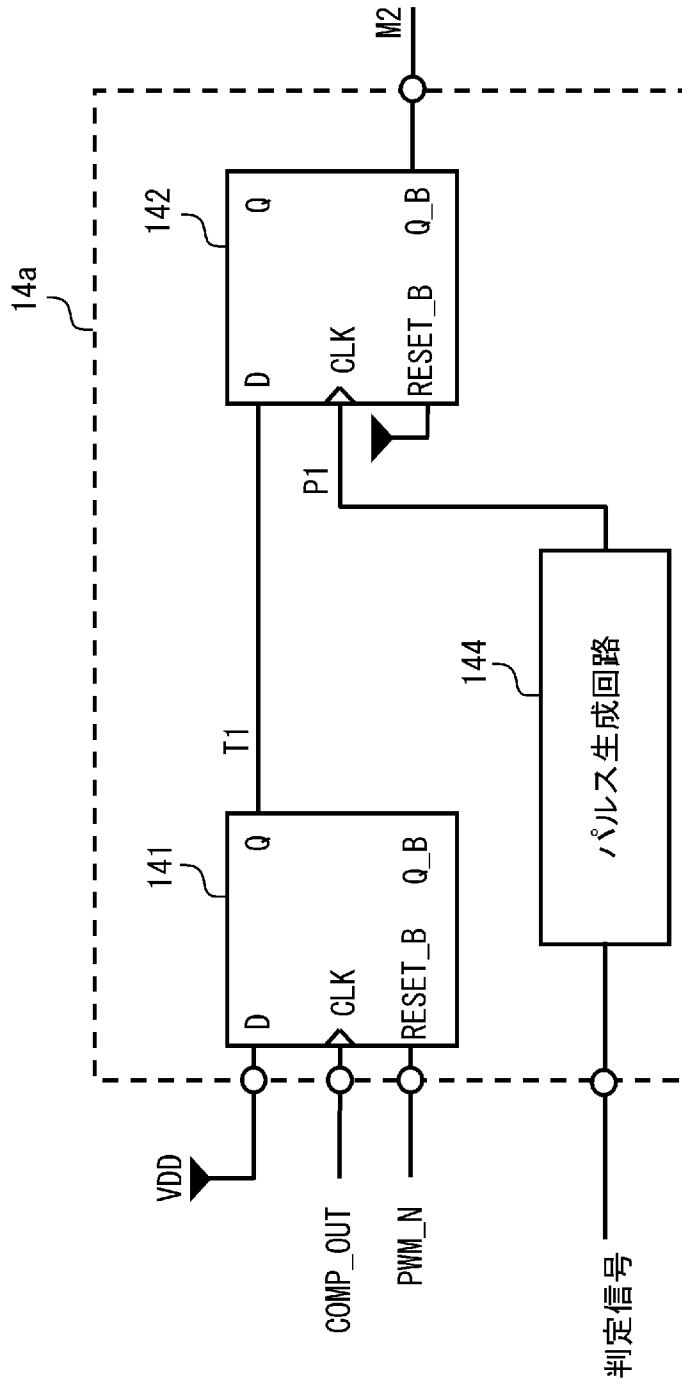 14a
VDD
COMP_OUT
PWM_N
141
D
Q
CLK
RESET_B
Q_B
T1
142
D
Q
CLK
RESET_B
Q_B
P1
M2
144
パルス生成回路
判定信号